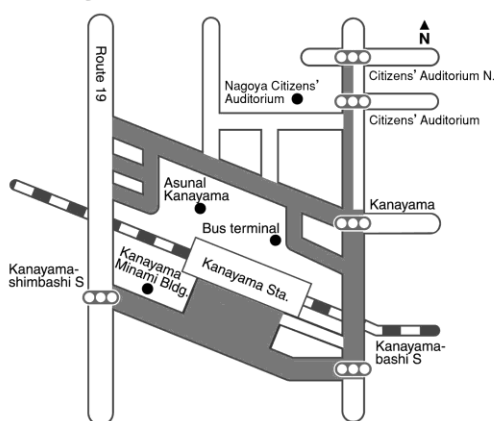 Route 19
N
Citizens' Auditorium N.
Nagoya Citizens'
Auditorium
Citizens' Auditorium
Asunal
Kanayama
Kanayama
Bus terminal
Kanayama
Minami Bldg.
Kanayama Sta.
Kanayama-
shimbashi S
Kanayama-
bashi S